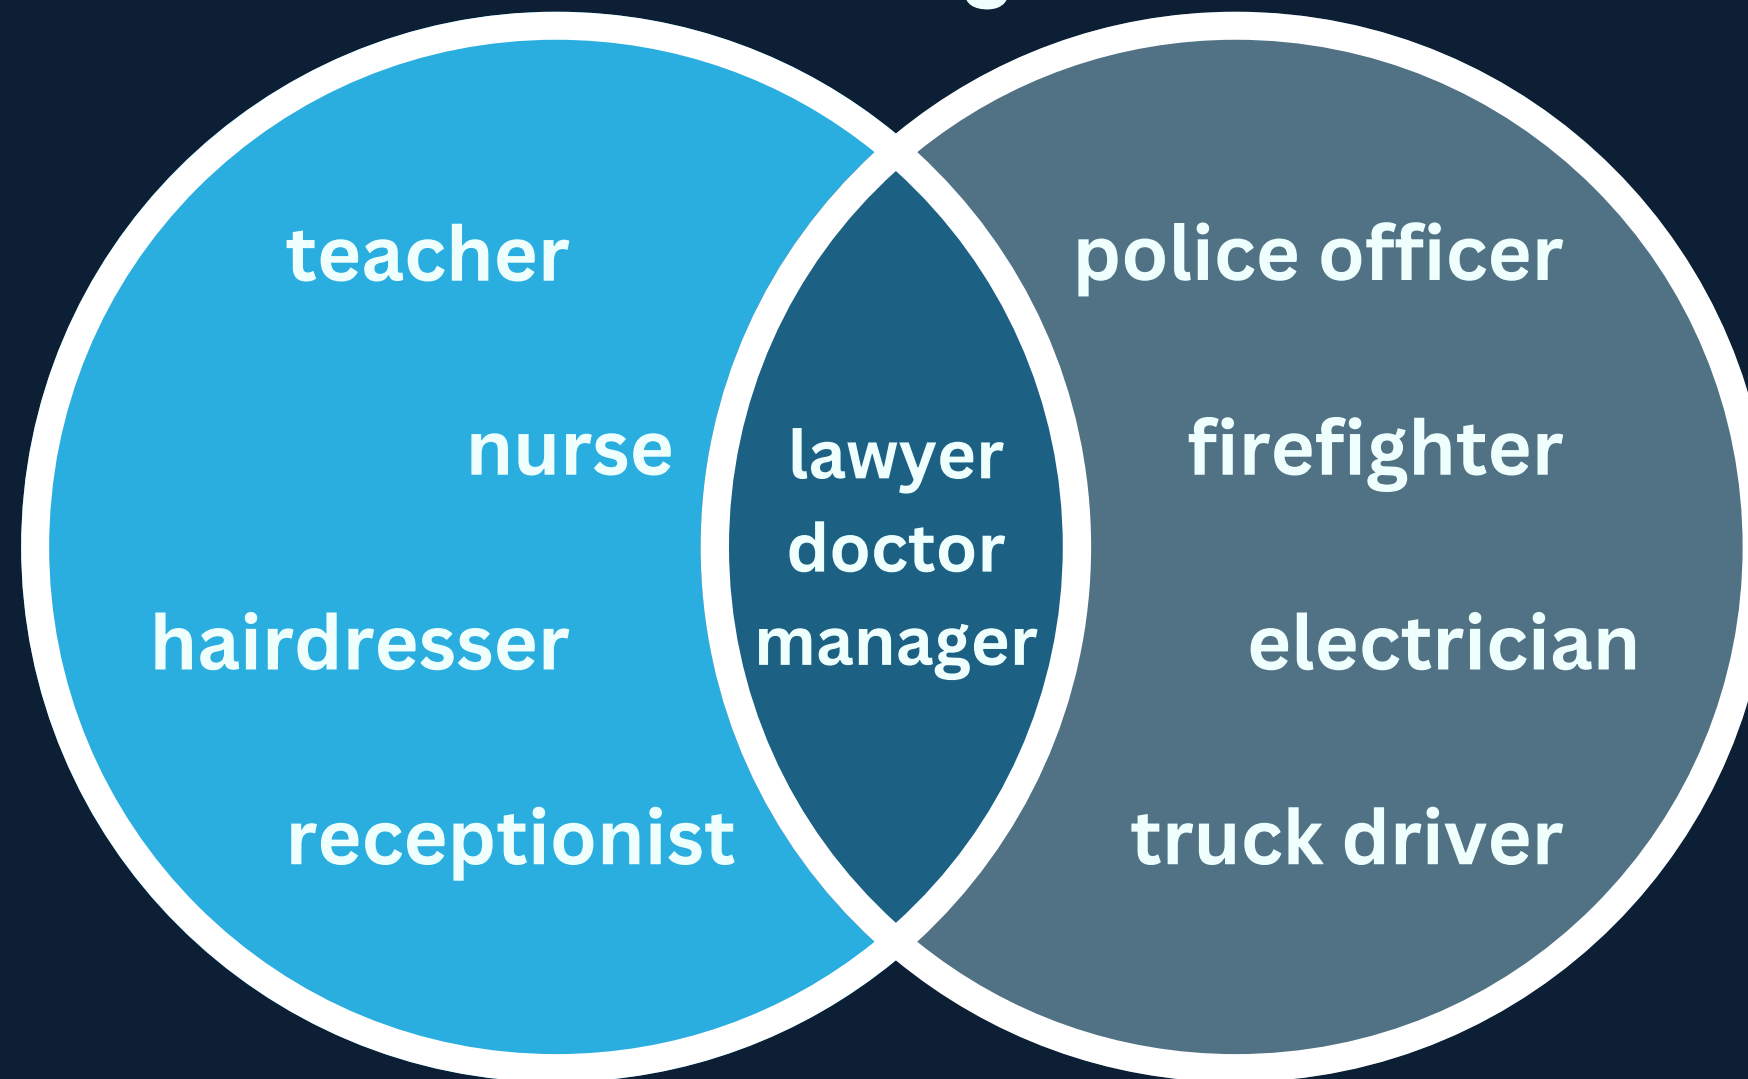 teacher
nurse
hairdresser
receptionist
lawyer
doctor
manager
police officer
firefighter
electrician
truck driver